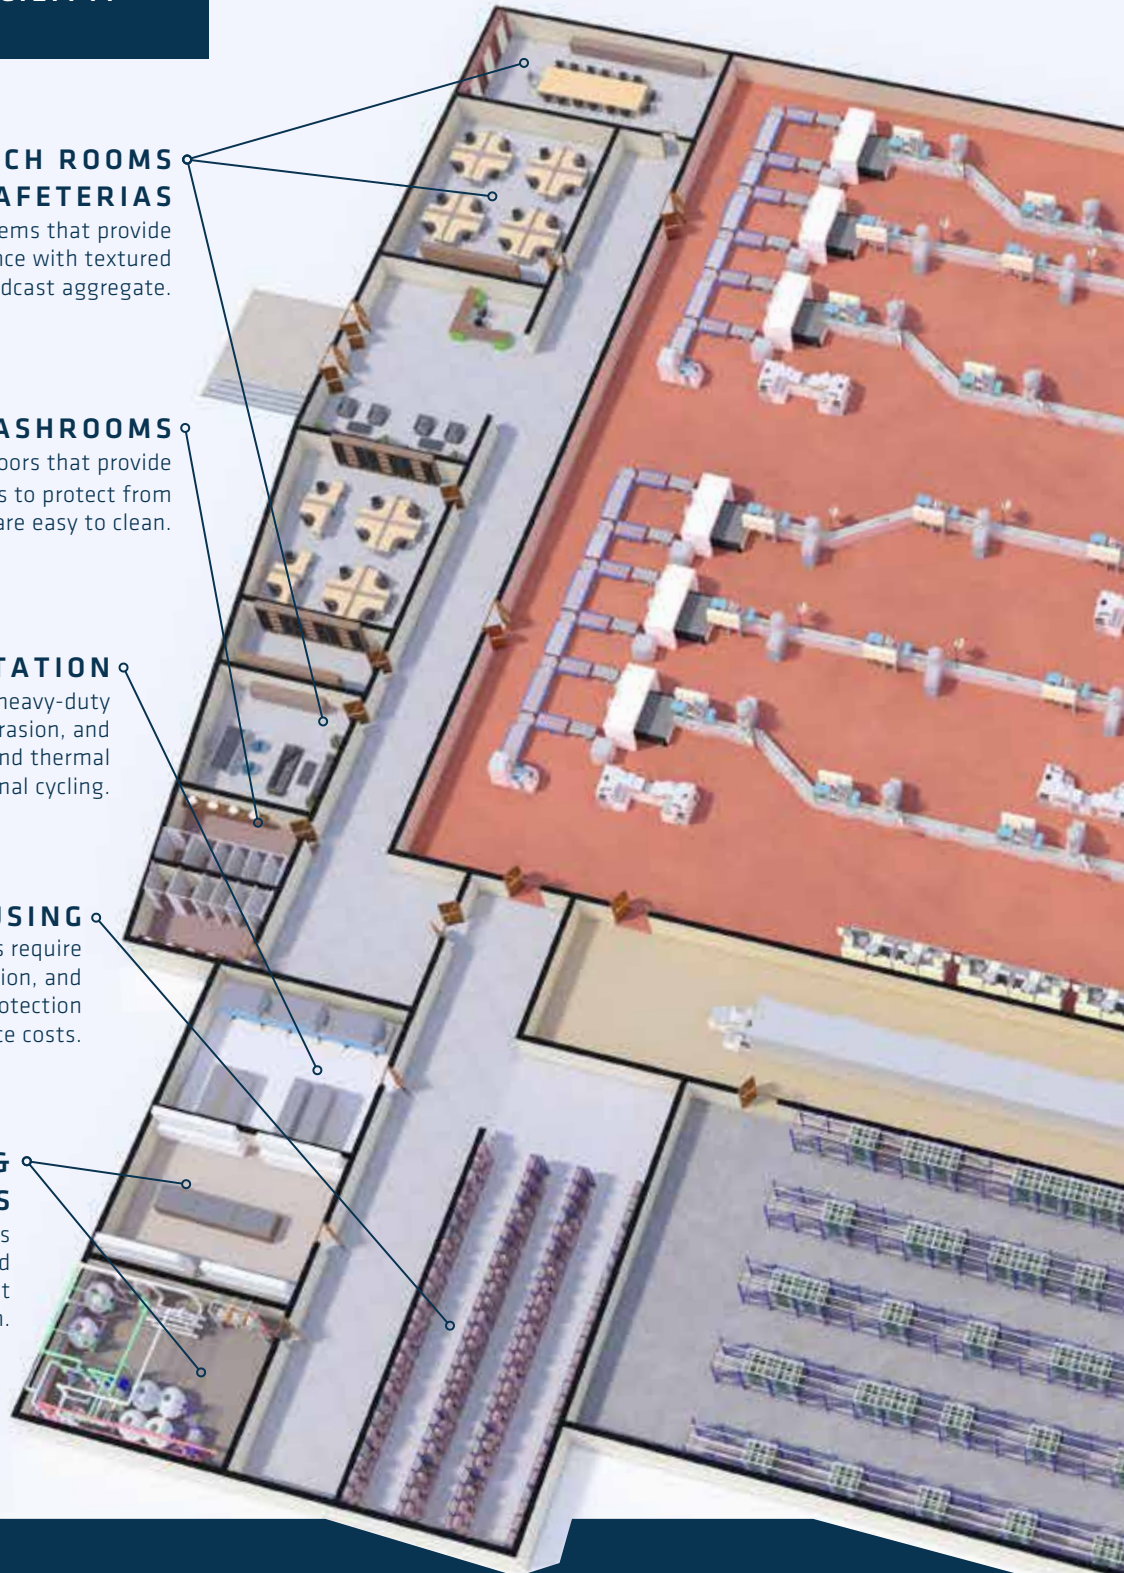 CH ROOMS
AFETERIAS
ems that provide
nce with textured
dcast aggregate.
ASHROOMS
oors that provide
s to protect from
are easy to clean.
TATION
heavy-duty
rasion, and
nd thermal
nal cycling.
USING
s require
ion, and
otection
ce costs.
G
S
s
d
t